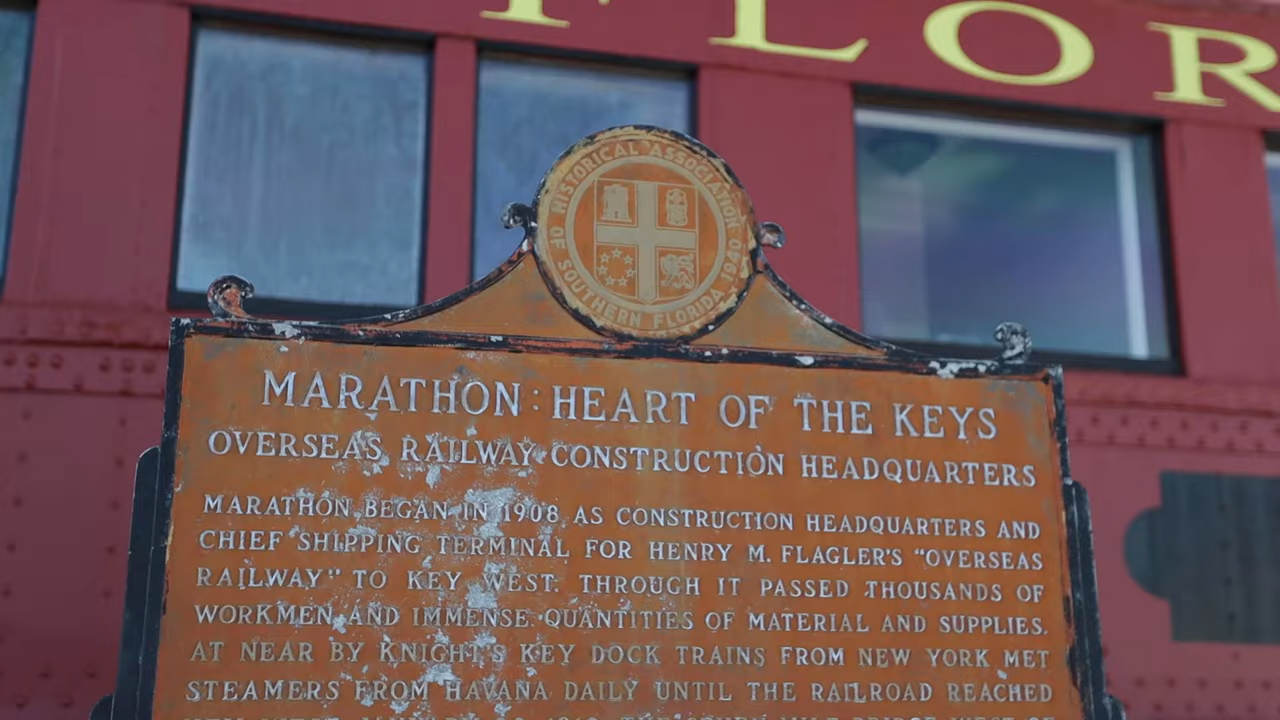 FLOR
HISTORICAL ASSOCIATION OF SOUTHERN FLORIDA 1940
MARATHON: HEART OF THE KEYS
OVERSEAS RAILWAY CONSTRUCTION HEADQUARTERS
MARATHON BEGAN IN 1908 AS CONSTRUCTION HEADQUARTERS AND
CHIEF SHIPPING TERMINAL FOR HENRY M. FLAGLER'S "OVERSEAS
RAILWAY" TO KEY WEST. THROUGH IT PASSED THOUSANDS OF
WORKMEN AND IMMENSE QUANTITIES OF MATERIAL AND SUPPLIES.
AT NEAR BY KNIGHT'S KEY DOCK TRAINS FROM NEW YORK MET
STEAMERS FROM HAVANA DAILY UNTIL THE RAILROAD REACHED